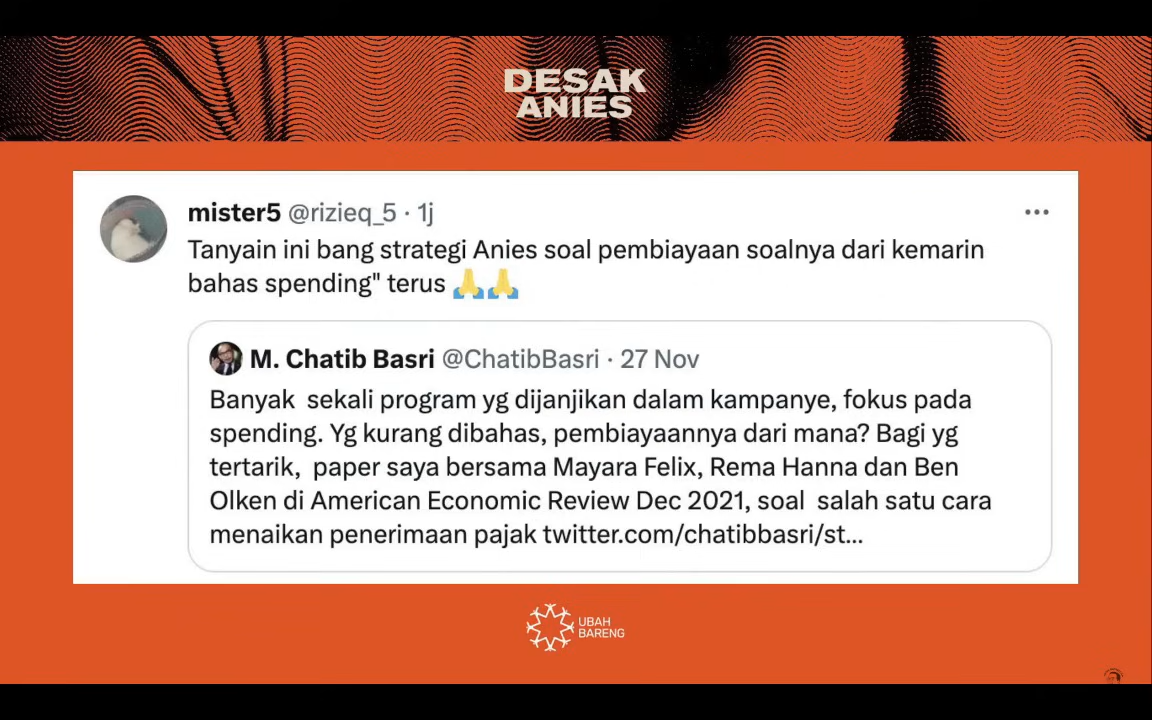 DESAK
ANIES
mister5 @rizieq_5 · 1j
Tanyain ini bang strategi Anies soal pembiayaan soalnya dari kemarin
bahas spending" terus 🙏🙏
M. Chatib Basri @ChatibBasri · 27 Nov
Banyak  sekali program yg dijanjikan dalam kampanye, fokus pada
spending. Yg kurang dibahas, pembiayaannya dari mana? Bagi yg
tertarik,  paper saya bersama Mayara Felix, Rema Hanna dan Ben
Olken di American Economic Review Dec 2021, soal  salah satu cara
menaikan penerimaan pajak twitter.com/chatibbasri/st...
UBAH
BARENG